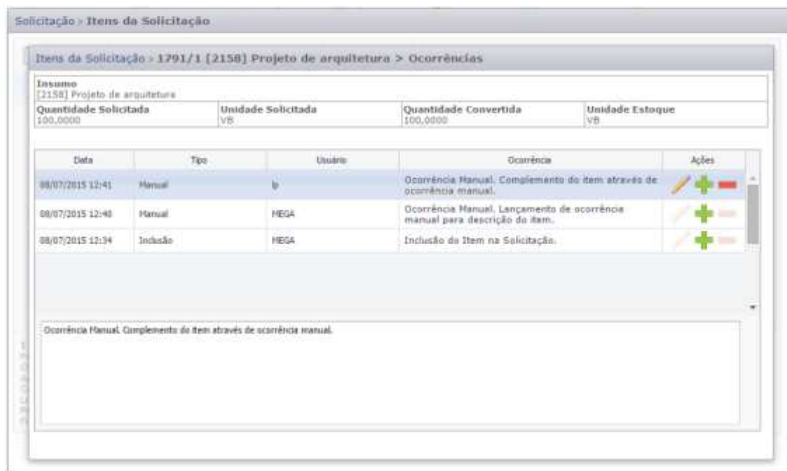 Solicitação › Itens da Solicitação
Itens da Solicitação › 1791/1 [2158] Projeto de arquitetura > Ocorrências
Insumo
[2158] Projeto de arquitetura
Quantidade Solicitada Unidade Solicitada Quantidade Convertida Unidade Estoque
100,0000 VB 100,0000 VB
Data Tipo Usuário Ocorrência Ações
08/07/2015 12:41 Manual lp Ocorrência Manual. Complemento do item através de
ocorrência manual.
08/07/2015 12:40 Manual MEGA Ocorrência Manual. Lançamento de ocorrência
manual para descrição do item.
08/07/2015 12:34 Inclusão MEGA Inclusão do Item na Solicitação.
Ocorrência Manual. Complemento do item através de ocorrência manual.